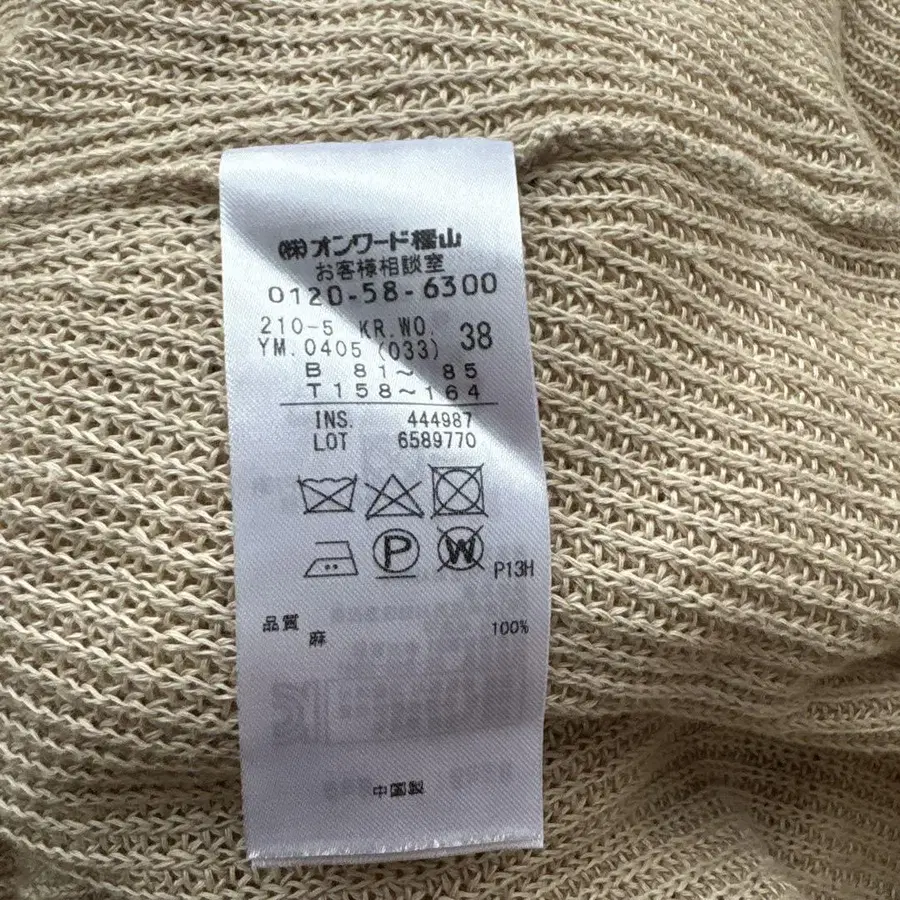 ㈱オンワード樫山
お客様相談室
0120-58-6300
210-5 KR.WO. 38
YM.0405 (033)
B 81～ 85
T158～164
INS. 444987
LOT 6589770
P W P13H
品質
麻 100%
中国製